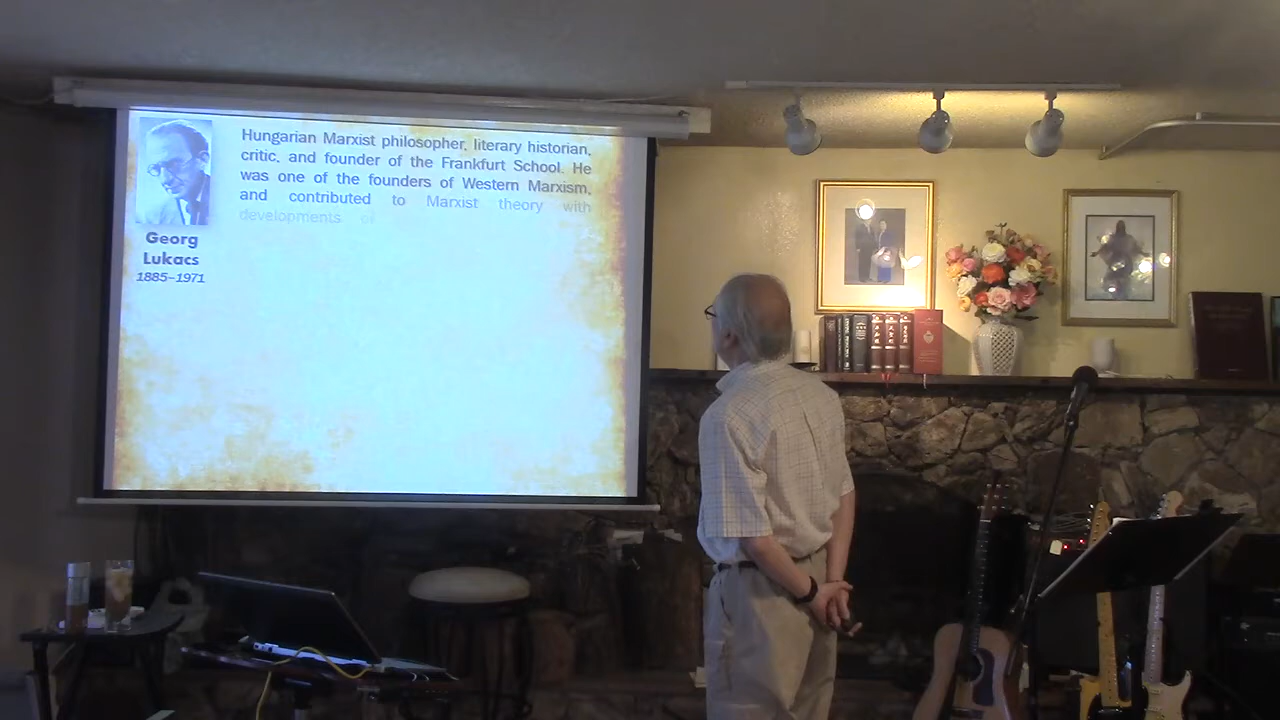 Hungarian Marxist philosopher, literary historian,
critic, and founder of the Frankfurt School. He
was one of the founders of Western Marxism,
and contributed to Marxist theory with
developments of
Georg
Lukacs
1885–1971